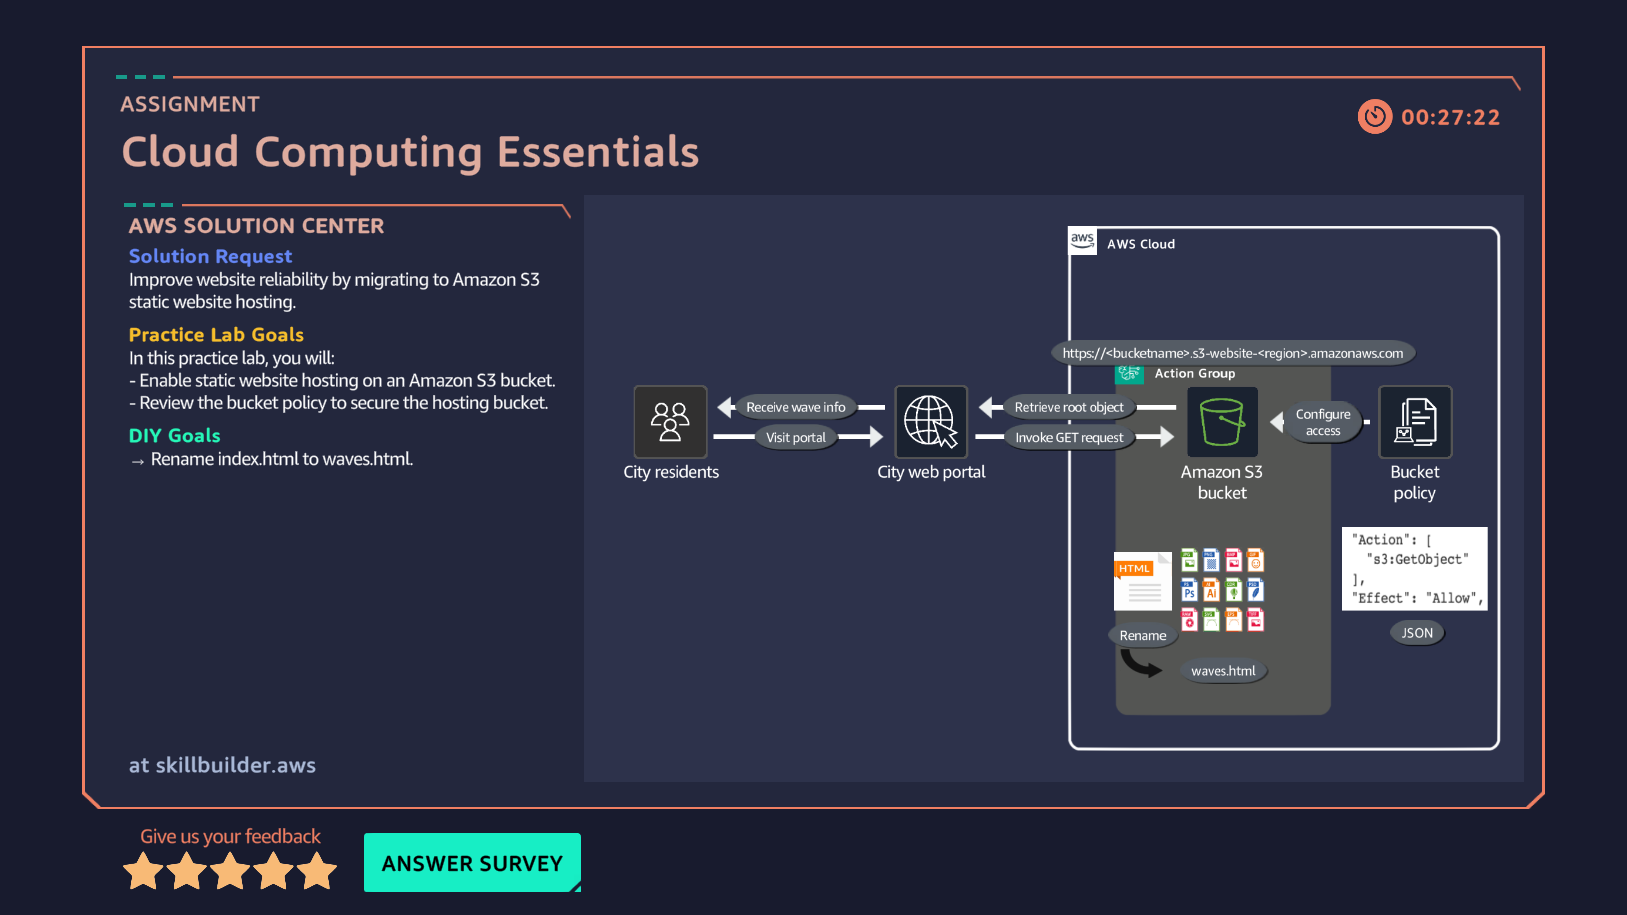 ASSIGNMENT
Cloud Computing Essentials
00:27:22
AWS SOLUTION CENTER
Solution Request
Improve website reliability by migrating to Amazon S3
static website hosting.
Practice Lab Goals
In this practice lab, you will:
- Enable static website hosting on an Amazon S3 bucket.
- Review the bucket policy to secure the hosting bucket.
DIY Goals
→ Rename index.html to waves.html.
at skillbuilder.aws
aws
AWS Cloud
https://<bucketname>.s3-website-<region>.amazonaws.com
Action Group
Receive wave info
Visit portal
Retrieve root object
Invoke GET request
Configure
access
City residents
City web portal
Amazon S3
bucket
Bucket
policy
HTML
Ps
Ai
Rename
waves.html
"Action": [
"s3:GetObject"
],
"Effect": "Allow",
JSON
Give us your feedback
ANSWER SURVEY